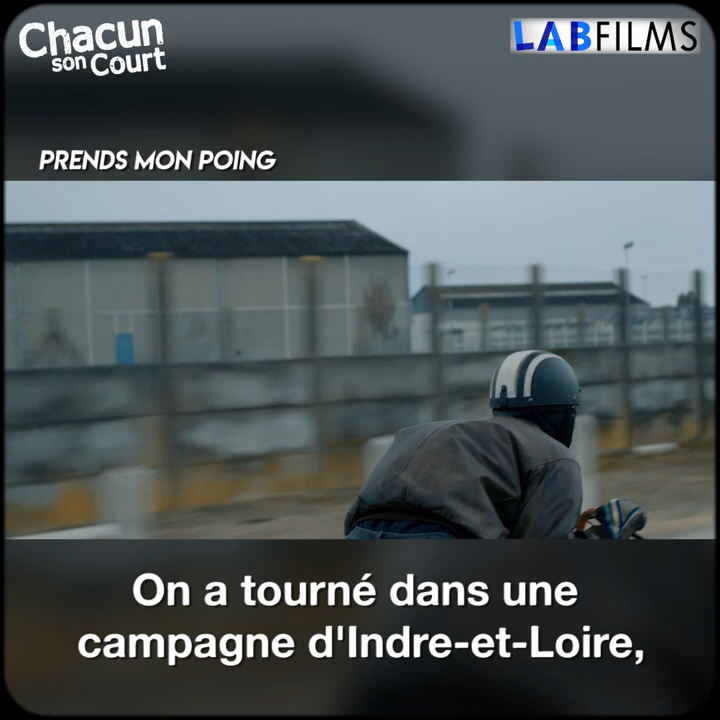 Chacun
son Court
LABFILMS
PRENDS MON POING
On a tourné dans une
campagne d'Indre-et-Loire,